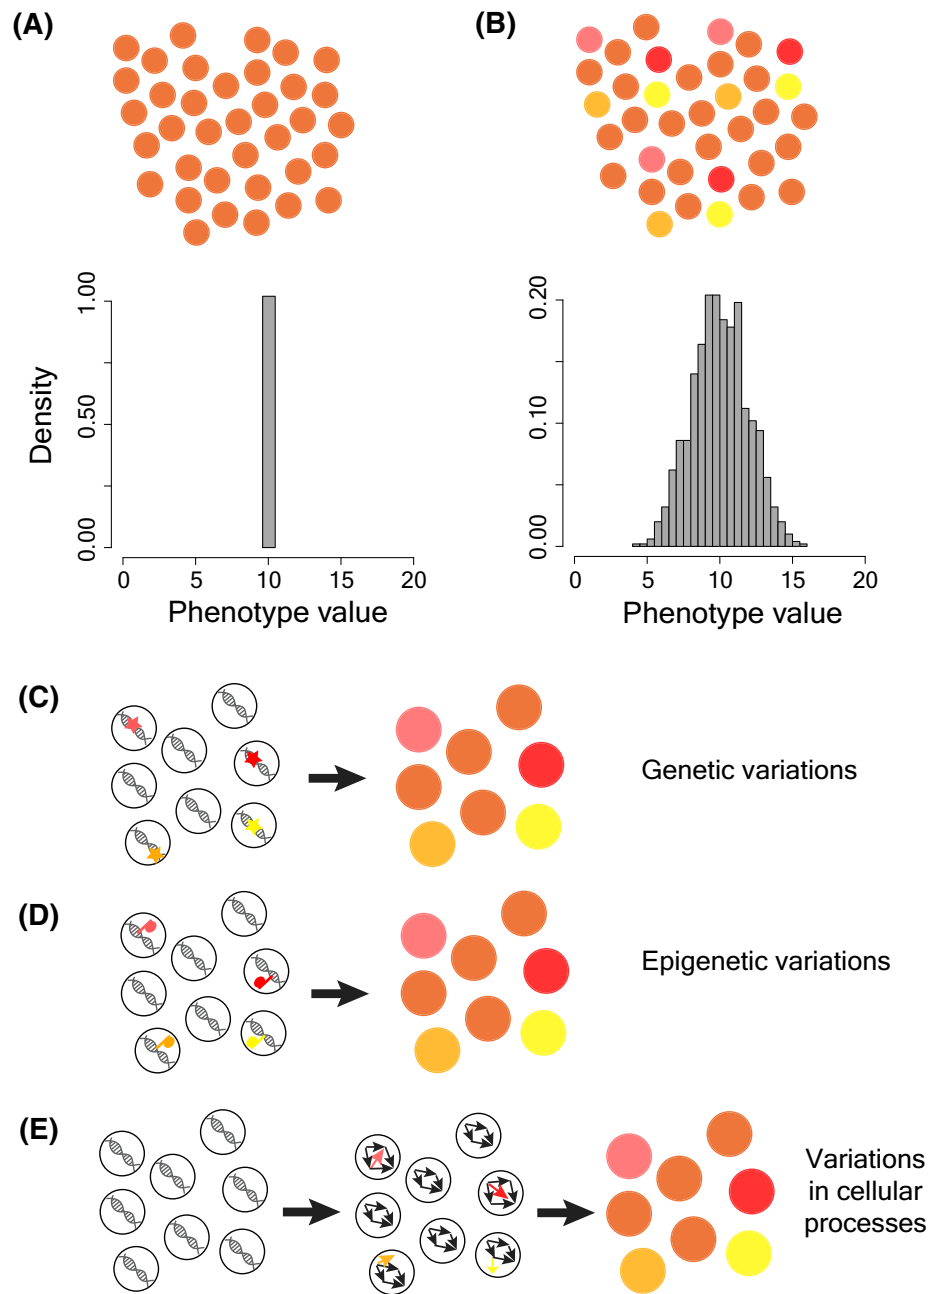 (A)
(B)
1.00
0.50
0.00
Density
0 5 10 15 20
Phenotype value
0.20
0.10
0.00
0 5 10 15 20
Phenotype value
(C)
Genetic variations
(D)
Epigenetic variations
(E)
Variations
in cellular
processes